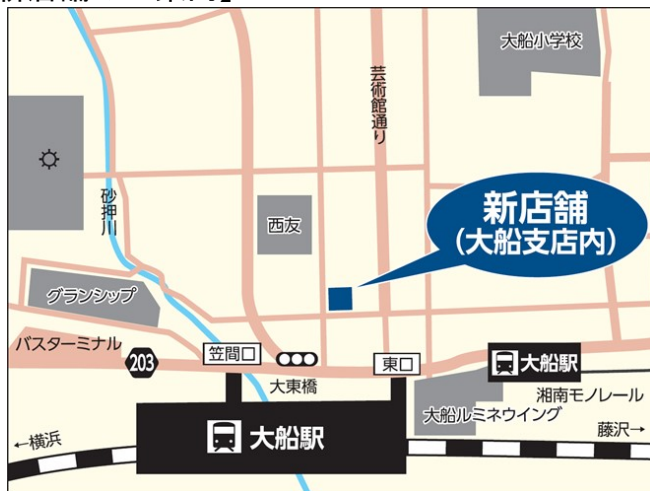 大船小学校
芸術館通り
砂押川
西友
新店舗
(大船支店内)
グランシップ
バスターミナル
203
笠間口
大東橋
東口
大船駅
湘南モノレール
大船ルミネウイング
←横浜
大船駅
藤沢→